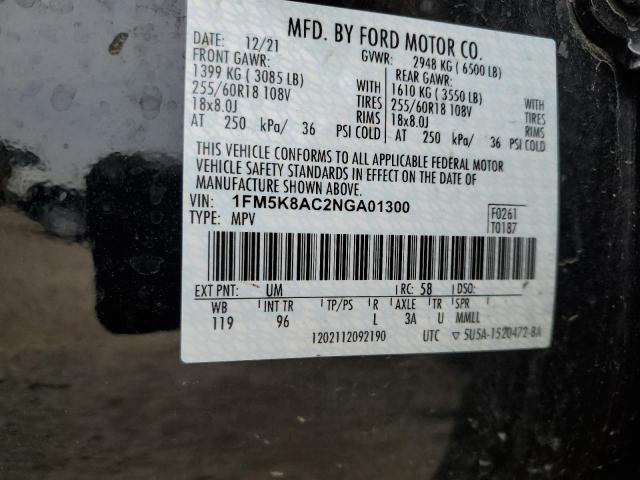 MFD. BY FORD MOTOR CO.
DATE: 12/21 GVWR: 2948 KG ( 6500 LB)
FRONT GAWR: REAR GAWR:
1399 KG ( 3085 LB) WITH 1610 KG ( 3550 LB) WITH
255/60R18 108V TIRES 255/60R18 108V TIRES
18x8.0J RIMS 18x8.0J RIMS
AT 250 kPa/ 36 PSI COLD AT 250 kPa/ 36 PSI COLD
THIS VEHICLE CONFORMS TO ALL APPLICABLE FEDERAL MOTOR
VEHICLE SAFETY STANDARDS IN EFFECT ON THE DATE OF
MANUFACTURE SHOWN ABOVE.
VIN: 1FM5K8AC2NGA01300 F0261
TYPE: MPV T0187
EXT PNT: UM RC: 58 DSO:
WB INT TR TP/PS R AXLE TR SPR
119 96 L 3A U MMLL
1202112092190 UTC ▽ 5U5A-1520472-BA